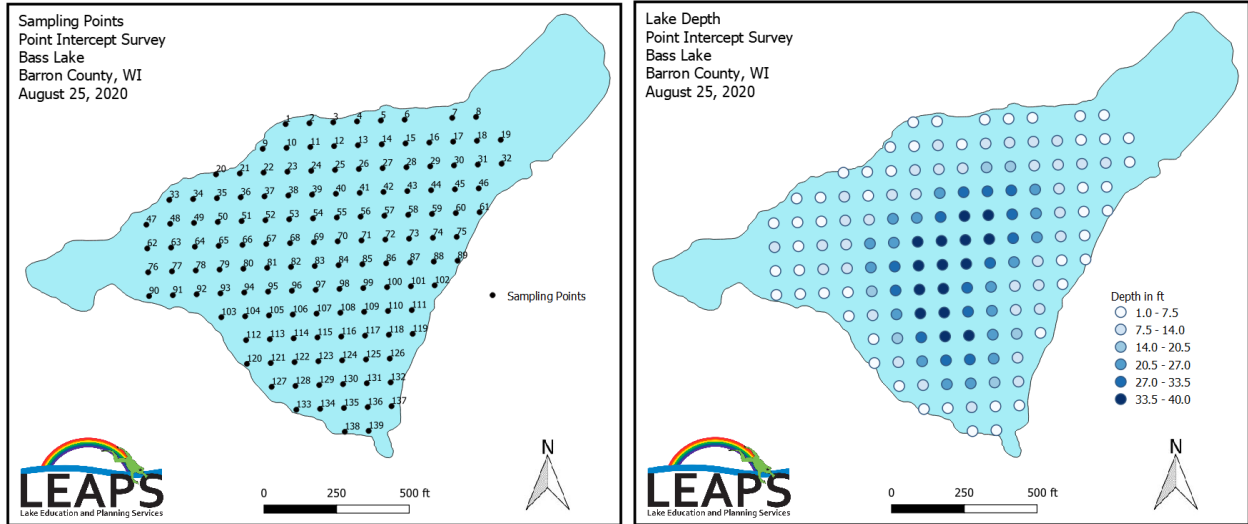 Sampling Points
Point Intercept Survey
Bass Lake
Barron County, WI
August 25, 2020
1 2 3 4 5 6 7 8
9 10 11 12 13 14 15 16 17 18 19
20 21 22 23 24 25 26 27 28 29 30 31 32
33 34 35 36 37 38 39 40 41 42 43 44 45 46
47 48 49 50 51 52 53 54 55 56 57 58 59 60 61
62 63 64 65 66 67 68 69 70 71 72 73 74 75
76 77 78 79 80 81 82 83 84 85 86 87 88 89
90 91 92 93 94 95 96 97 98 99 100 101 102
103 104 105 106 107 108 109 110 111
112 113 114 115 116 117 118 119
120 121 122 123 124 125 126
127 128 129 130 131 132
133 134 135 136 137
138 139
Sampling Points
LEAPS
Lake Education and Planning Services
0 250 500 ft
N
Lake Depth
Point Intercept Survey
Bass Lake
Barron County, WI
August 25, 2020
Depth in ft
1.0 - 7.5
7.5 - 14.0
14.0 - 20.5
20.5 - 27.0
27.0 - 33.5
33.5 - 40.0
LEAPS
Lake Education and Planning Services
0 250 500 ft
N